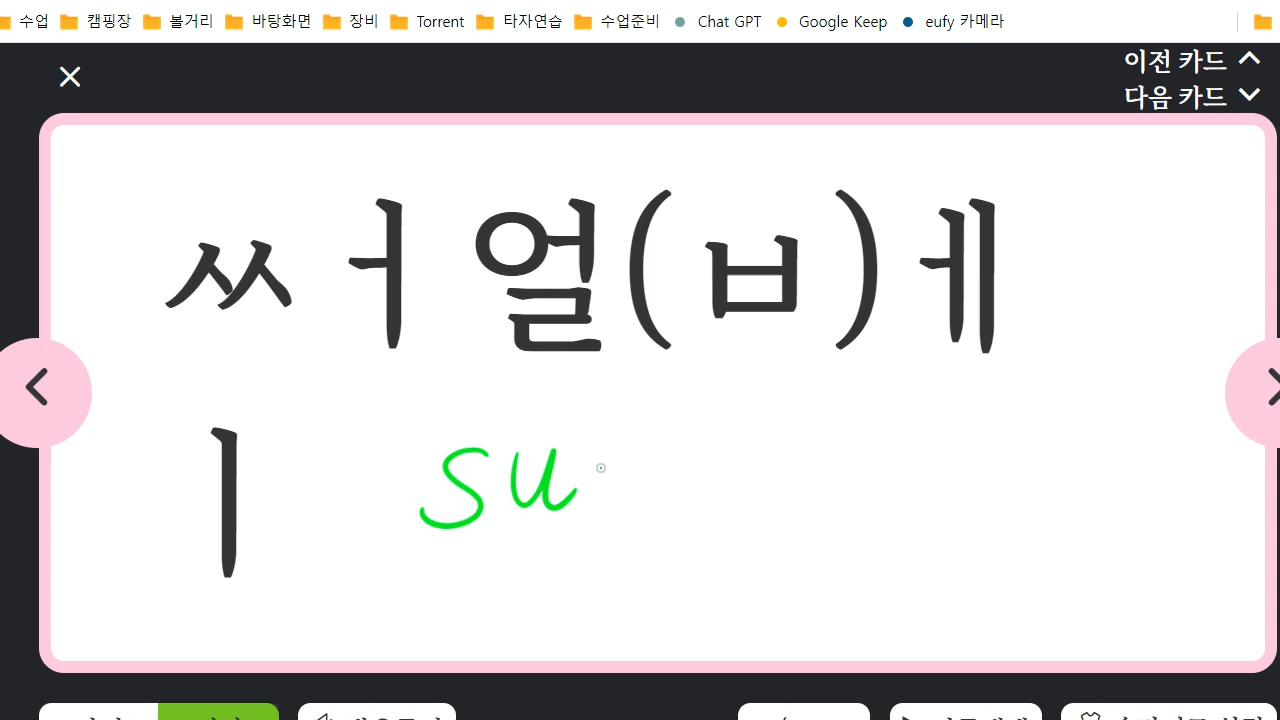 수업 캠핑장 볼거리 바탕화면 장비 Torrent 타자연습 수업준비 Chat GPT Google Keep eufy 카메라
이전 카드
다음 카드
ㅆㅓ얼(ㅂ)ㅔ
ㅣ su